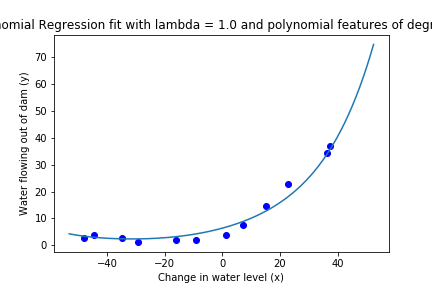 nomial Regression fit with lambda = 1.0 and polynomial features of degr
70
60
50
40
30
20
10
0
Water flowing out of dam (y)
−40 −20 0 20 40
Change in water level (x)